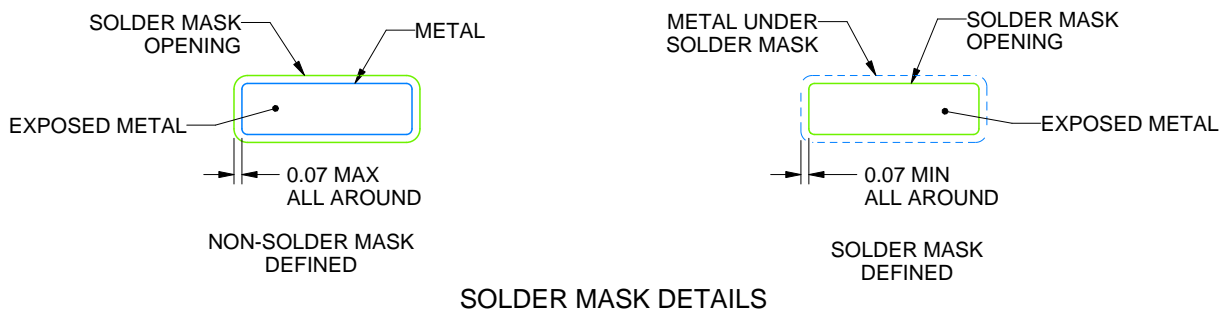 SOLDER MASK
OPENING
METAL
EXPOSED METAL
0.07 MAX
ALL AROUND
NON-SOLDER MASK
DEFINED
METAL UNDER
SOLDER MASK
SOLDER MASK
OPENING
EXPOSED METAL
0.07 MIN
ALL AROUND
SOLDER MASK
DEFINED
SOLDER MASK DETAILS